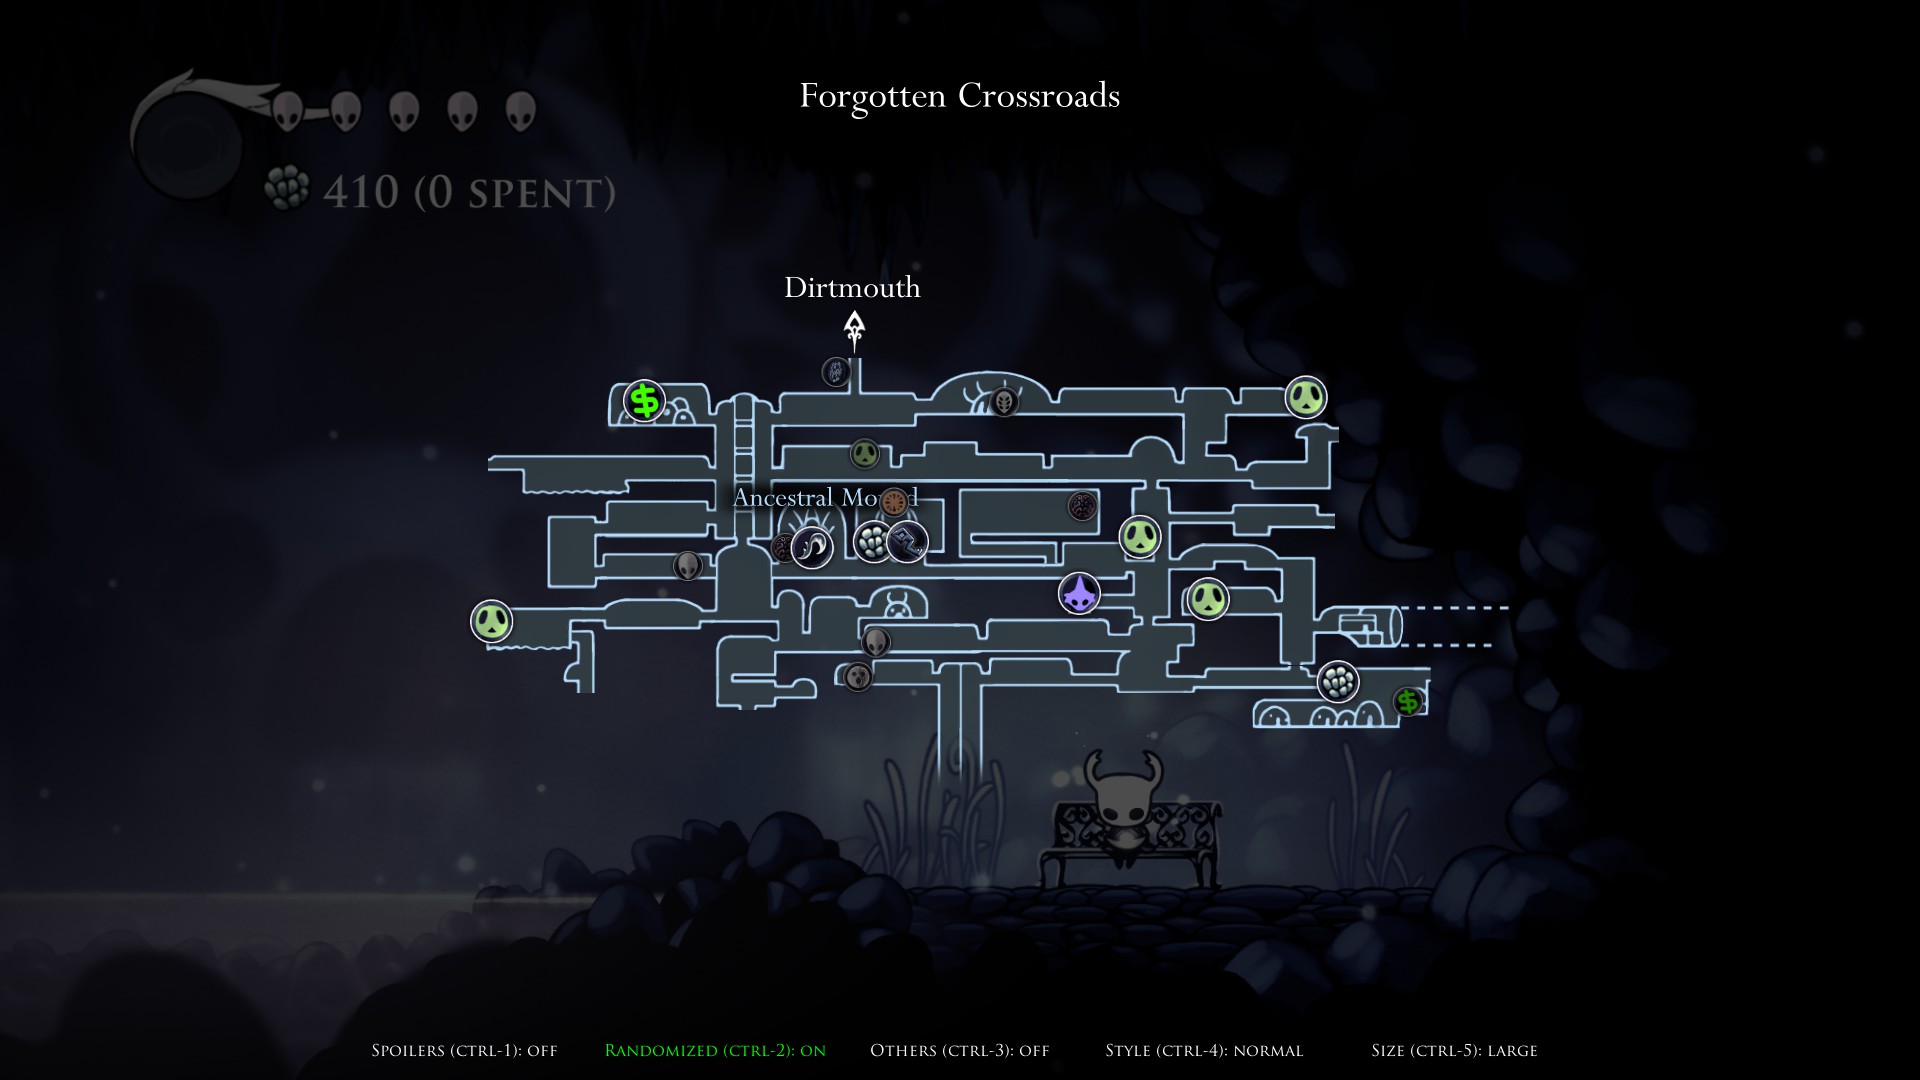 Forgotten Crossroads
410 (0 SPENT)
Dirtmouth
Ancestral Mo d
$
$
SPOILERS (CTRL-1): OFF RANDOMIZED (CTRL-2): ON OTHERS (CTRL-3): OFF STYLE (CTRL-4): NORMAL SIZE (CTRL-5): LARGE